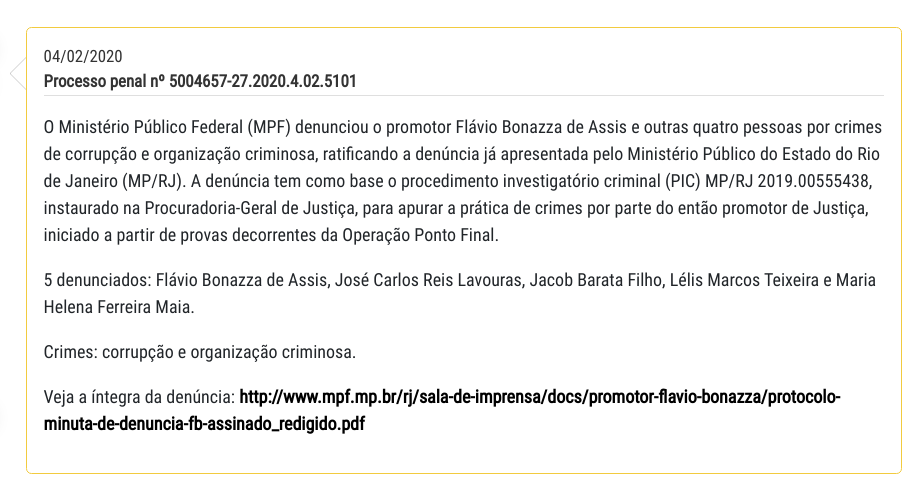 04/02/2020
Processo penal nº 5004657-27.2020.4.02.5101
O Ministério Público Federal (MPF) denunciou o promotor Flávio Bonazza de Assis e outras quatro pessoas por crimes
de corrupção e organização criminosa, ratificando a denúncia já apresentada pelo Ministério Público do Estado do Rio
de Janeiro (MP/RJ). A denúncia tem como base o procedimento investigatório criminal (PIC) MP/RJ 2019.00555438,
instaurado na Procuradoria-Geral de Justiça, para apurar a prática de crimes por parte do então promotor de Justiça,
iniciado a partir de provas decorrentes da Operação Ponto Final.
5 denunciados: Flávio Bonazza de Assis, José Carlos Reis Lavouras, Jacob Barata Filho, Lélis Marcos Teixeira e Maria
Helena Ferreira Maia.
Crimes: corrupção e organização criminosa.
Veja a íntegra da denúncia: http://www.mpf.mp.br/rj/sala-de-imprensa/docs/promotor-flavio-bonazza/protocolo-
minuta-de-denuncia-fb-assinado_redigido.pdf